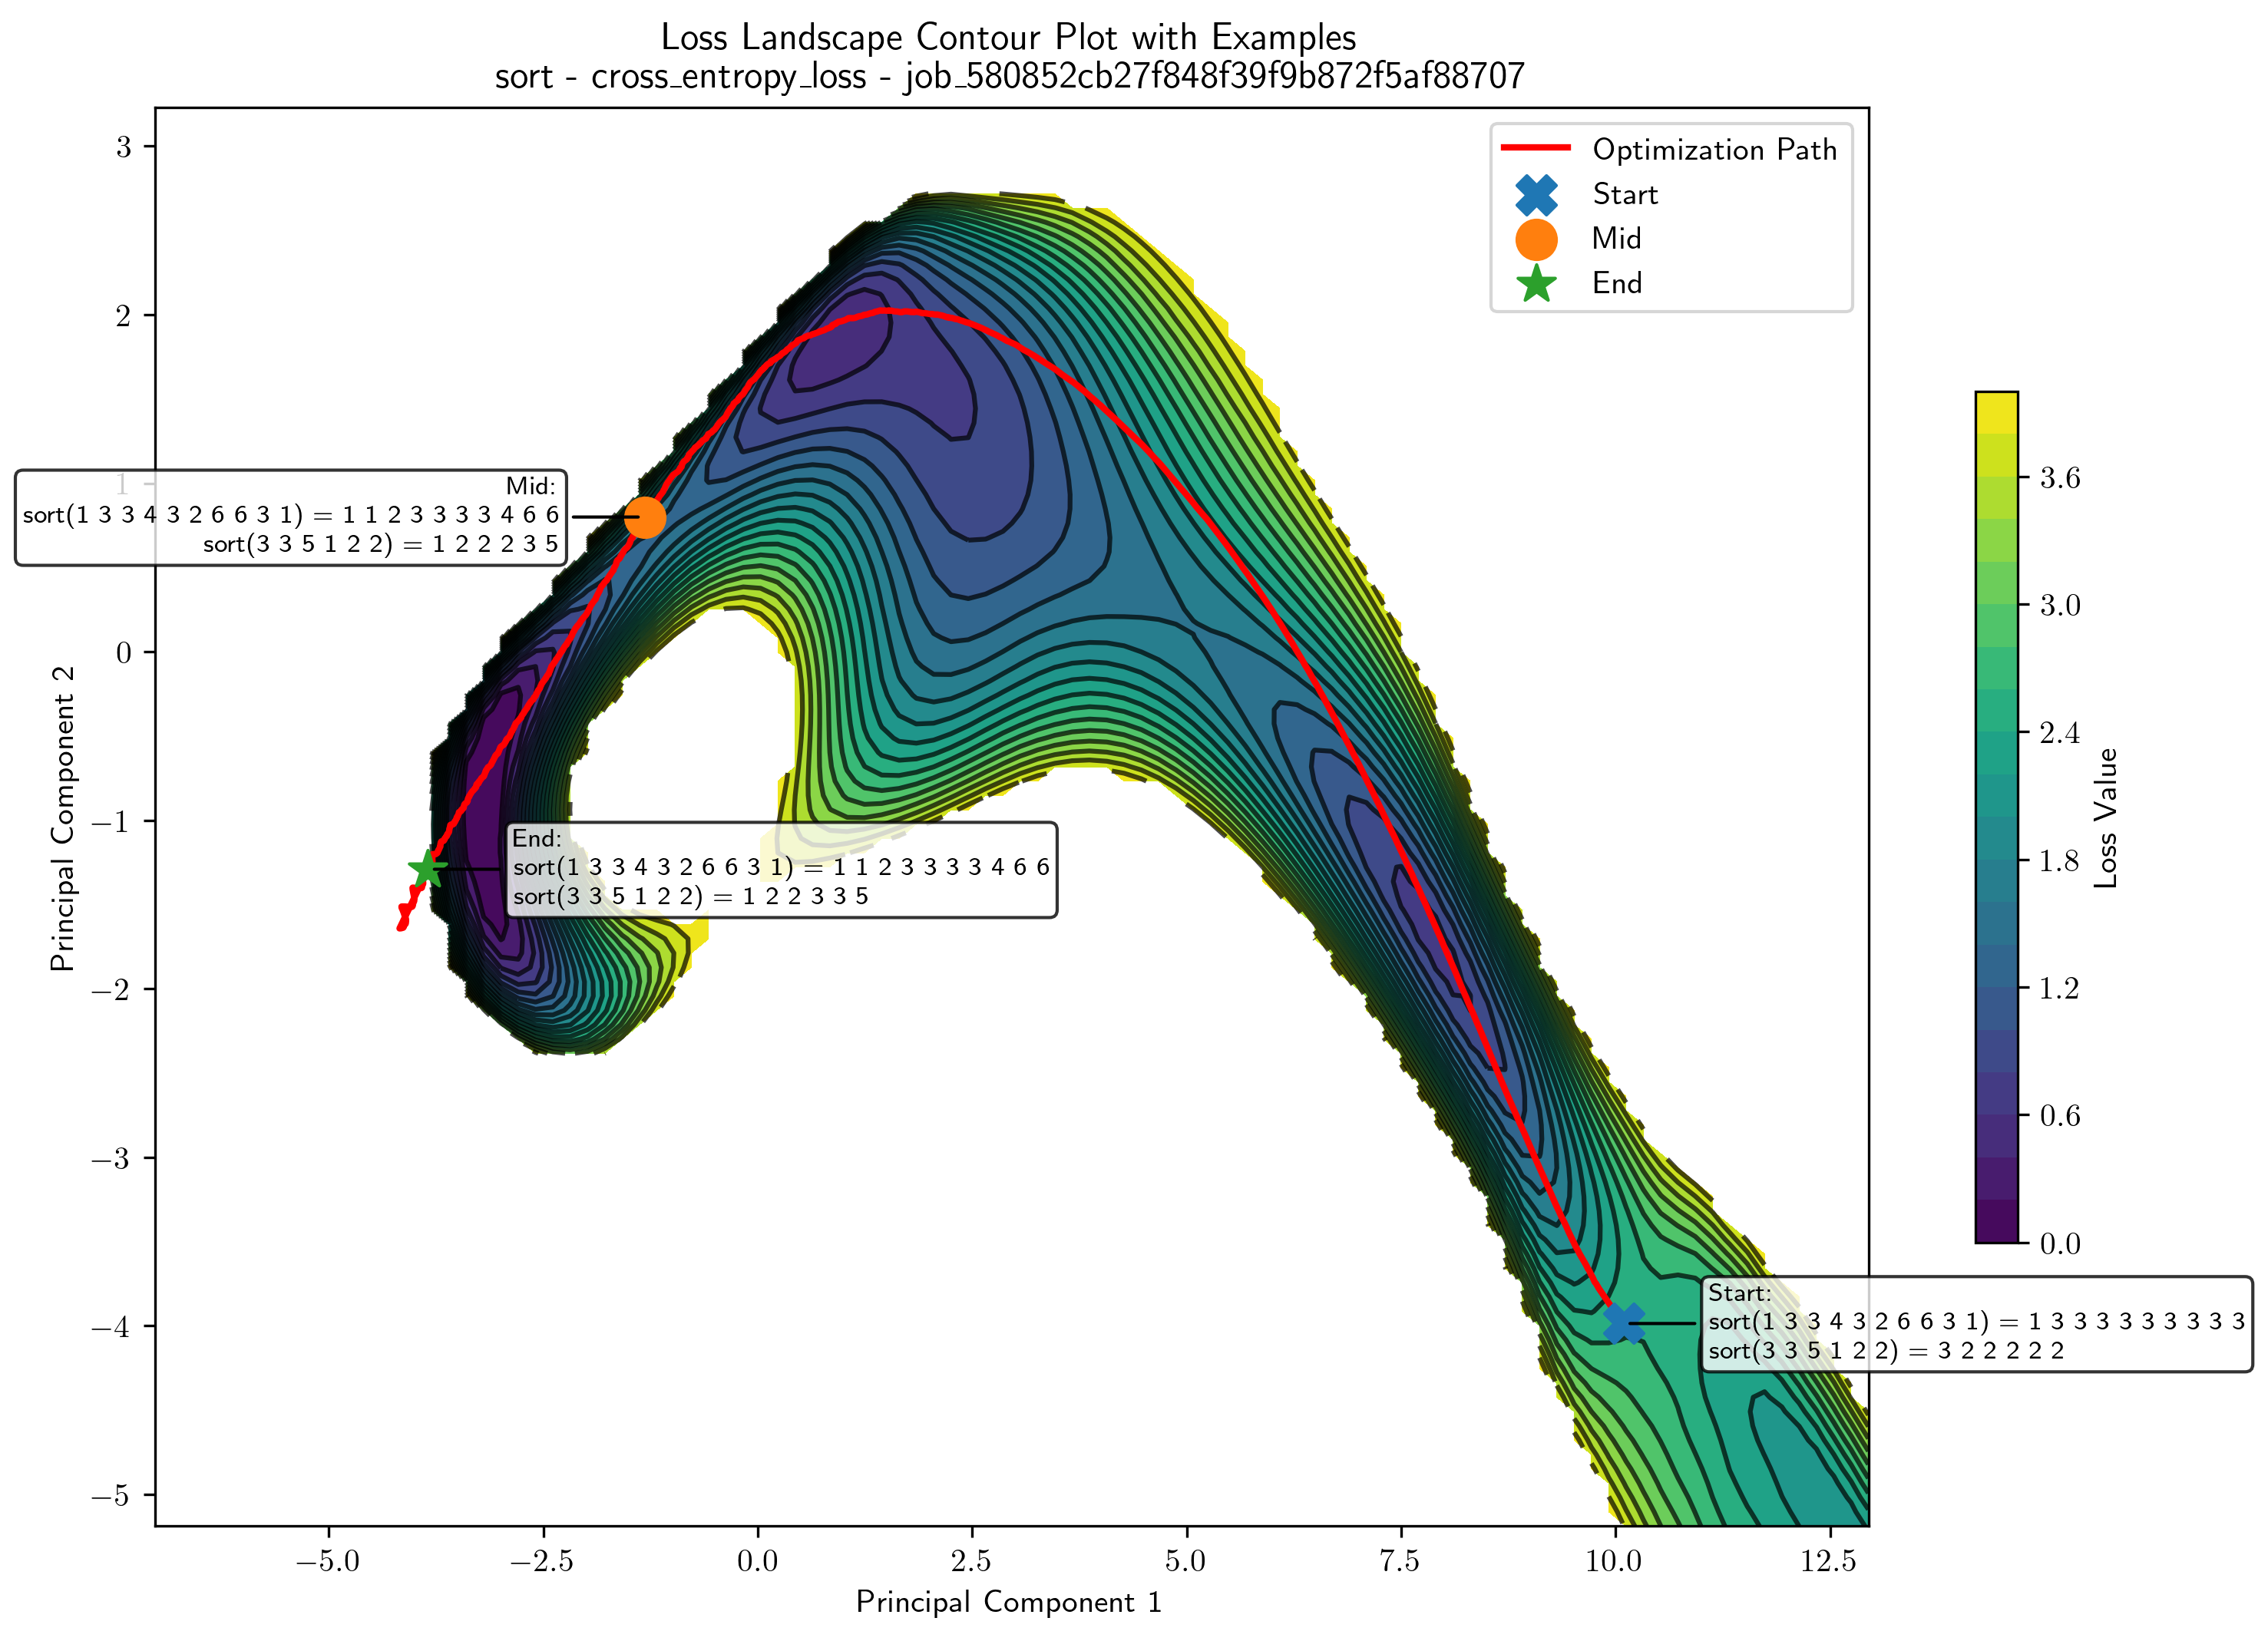 Loss Landscape Contour Plot with Examples
sort - cross_entropy_loss - job_580852cb27f848f39f9b872f5af88707
Optimization Path
Start
Mid
End
3
2
1
0
−1
−2
−3
−4
−5
Principal Component 2
Mid:
sort(1 3 3 4 3 2 6 6 3 1) = 1 1 2 3 3 3 3 4 6 6
sort(3 3 5 1 2 2) = 1 2 2 2 3 5
End:
sort(1 3 3 4 3 2 6 6 3 1) = 1 1 2 3 3 3 3 4 6 6
sort(3 3 5 1 2 2) = 1 2 2 3 3 5
Start:
sort(1 3 3 4 3 2 6 6 3 1) = 1 3 3 3 3 3 3 3 3 3
sort(3 3 5 1 2 2) = 3 2 2 2 2 2
−5.0
−2.5
0.0
2.5
5.0
7.5
10.0
12.5
Principal Component 1
3.6
3.0
2.4
1.8
1.2
0.6
0.0
Loss Value